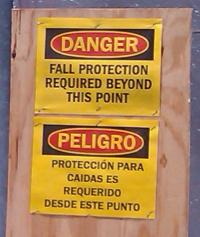 DANGER
FALL PROTECTION
REQUIRED BEYOND
THIS POINT
PELIGRO
PROTECCIÓN PARA
CAIDAS ES
REQUERIDO
DESDE ESTE PUNTO